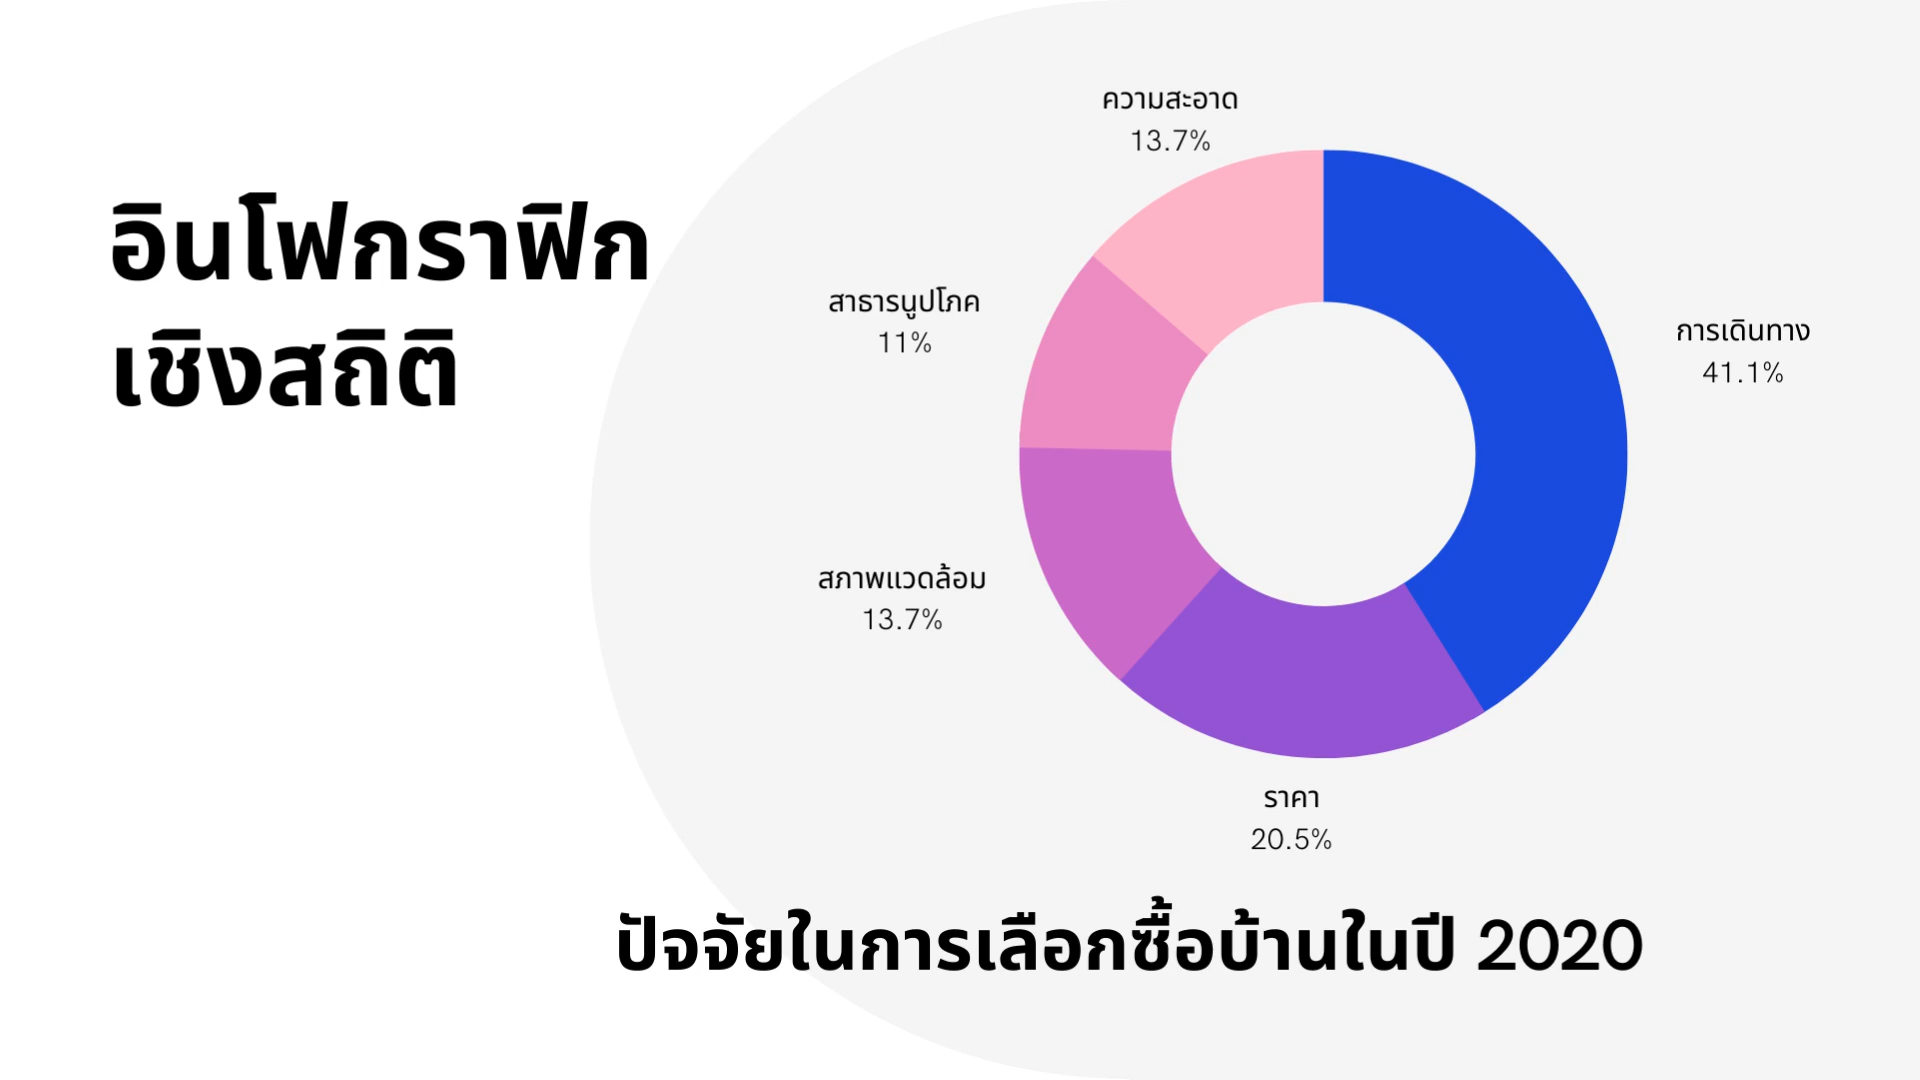 อินโฟกราฟิก
เชิงสถิติ
ความสะอาด
13.7%
สาธารนูปโภค
11%
การเดินทาง
41.1%
สภาพแวดล้อม
13.7%
ราคา
20.5%
ปัจจัยในการเลือกซื้อบ้านในปี 2020